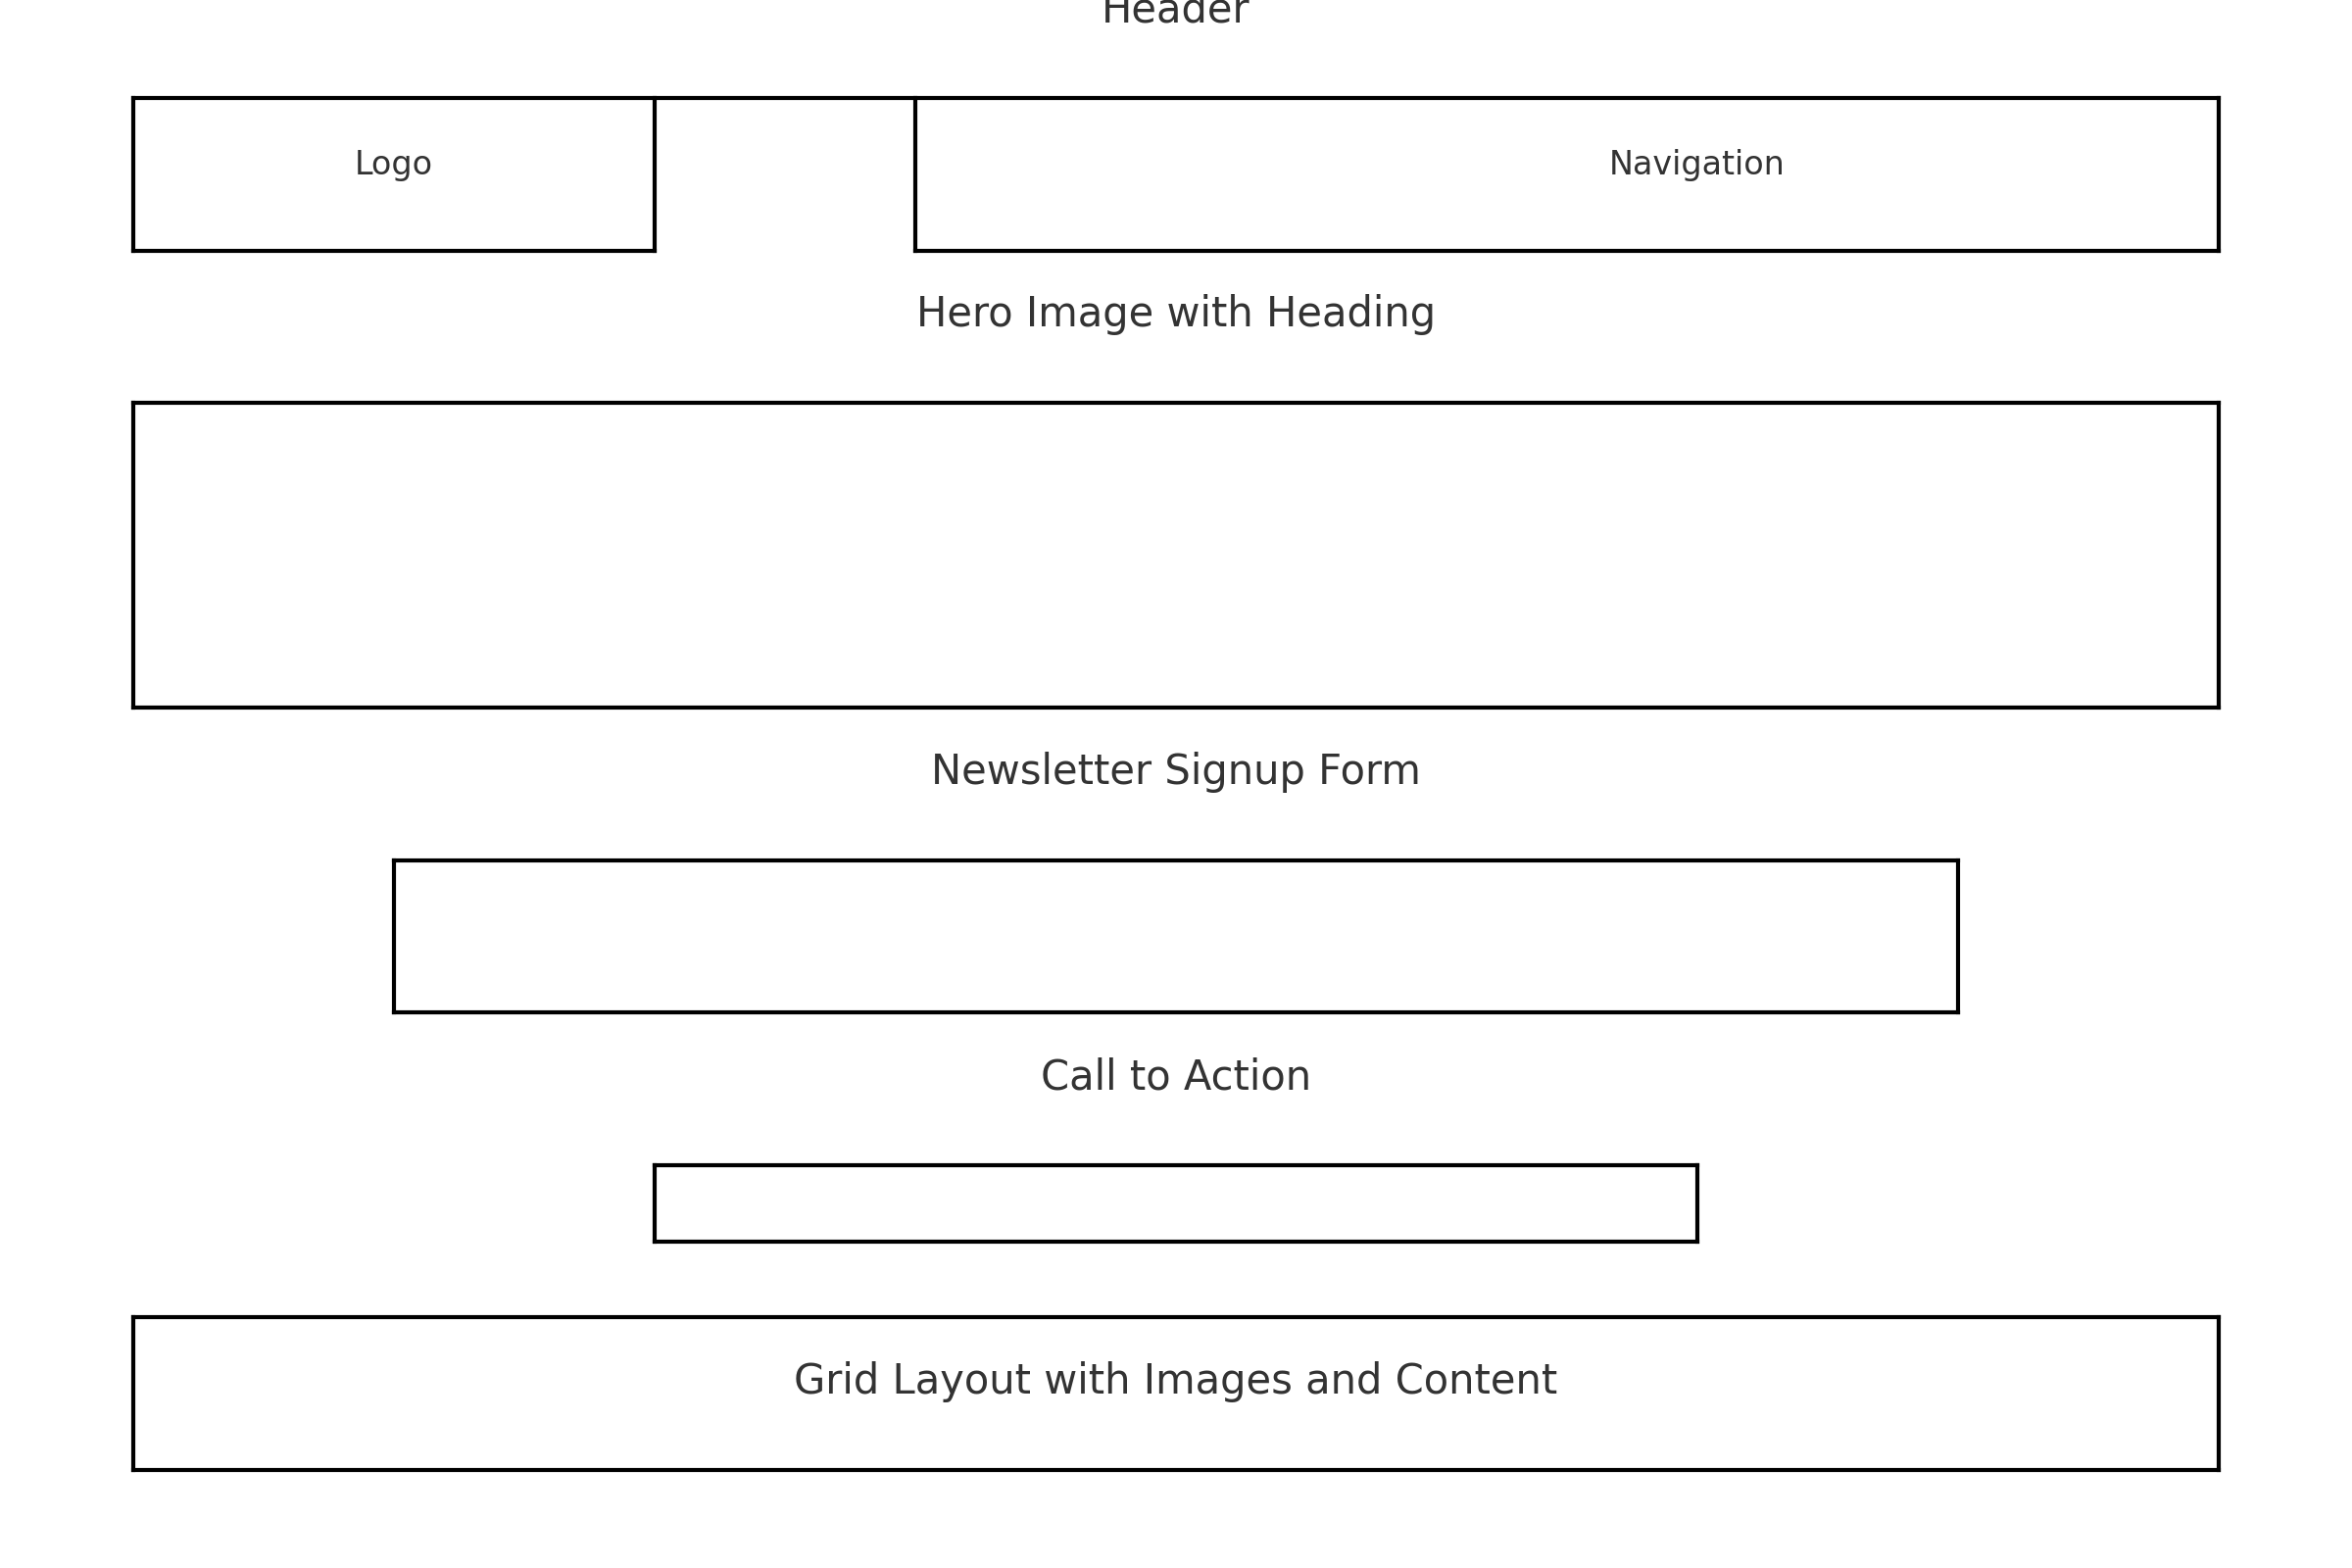 Header
Logo
Navigation
Hero Image with Heading
Newsletter Signup Form
Call to Action
Grid Layout with Images and Content